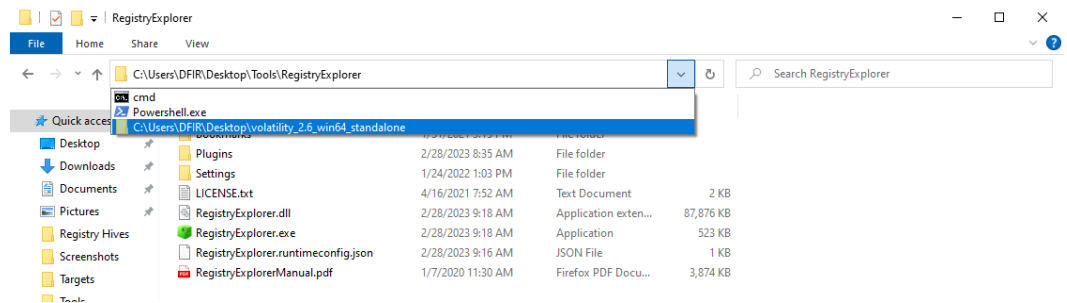 RegistryExplorer
File Home Share View
C:\Users\DFIR\Desktop\Tools\RegistryExplorer Search RegistryExplorer
cmd
Powershell.exe
C:\Users\DFIR\Desktop\volatility_2.6_win64_standalone
Quick acces
Desktop
Plugins 2/28/2023 8:35 AM File folder
Downloads Settings 1/24/2022 1:03 PM File folder
Documents LICENSE.txt 4/16/2021 7:52 AM Text Document 2 KB
Pictures RegistryExplorer.dll 2/28/2023 9:18 AM Application exten... 87,876 KB
Registry Hives RegistryExplorer.exe 2/28/2023 9:18 AM Application 523 KB
Screenshots RegistryExplorer.runtimeconfig.json 2/28/2023 9:16 AM JSON File 1 KB
Targets RegistryExplorerManual.pdf 1/7/2020 11:30 AM Firefox PDF Docu... 3,874 KB
Tools